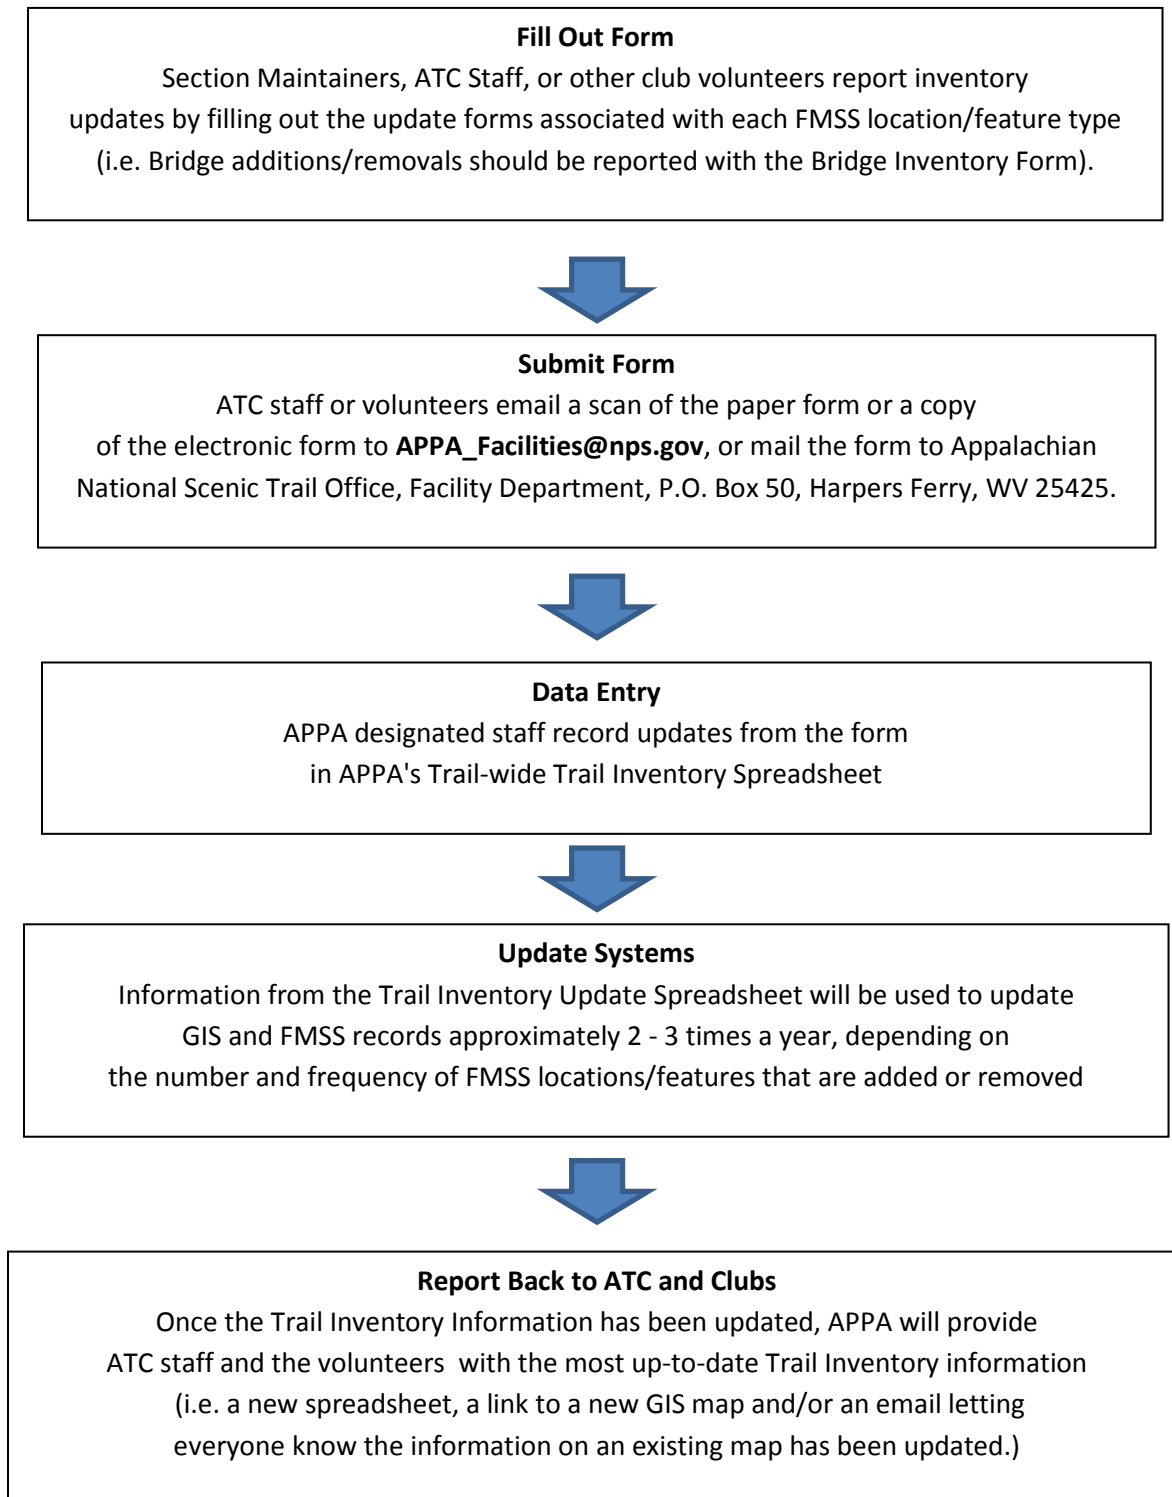 Fill Out Form
Section Maintainers, ATC Staff, or other club volunteers report inventory
updates by filling out the update forms associated with each FMSS location/feature type
(i.e. Bridge additions/removals should be reported with the Bridge Inventory Form).
Submit Form
ATC staff or volunteers email a scan of the paper form or a copy
of the electronic form to APPA_Facilities@nps.gov, or mail the form to Appalachian
National Scenic Trail Office, Facility Department, P.O. Box 50, Harpers Ferry, WV 25425.
Data Entry
APPA designated staff record updates from the form
in APPA's Trail-wide Trail Inventory Spreadsheet
Update Systems
Information from the Trail Inventory Update Spreadsheet will be used to update
GIS and FMSS records approximately 2 - 3 times a year, depending on
the number and frequency of FMSS locations/features that are added or removed
Report Back to ATC and Clubs
Once the Trail Inventory Information has been updated, APPA will provide
ATC staff and the volunteers with the most up-to-date Trail Inventory information
(i.e. a new spreadsheet, a link to a new GIS map and/or an email letting
everyone know the information on an existing map has been updated.)